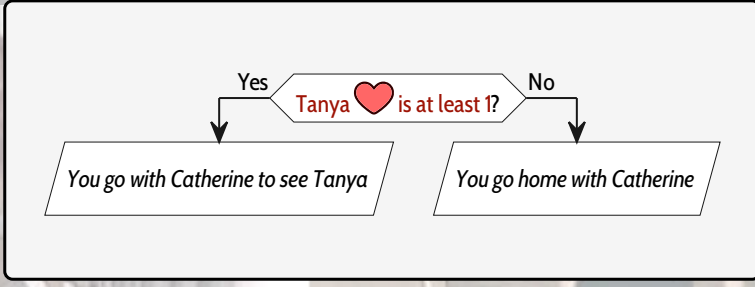 Yes
Tanya is at least 1?
No
You go with Catherine to see Tanya
You go home with Catherine